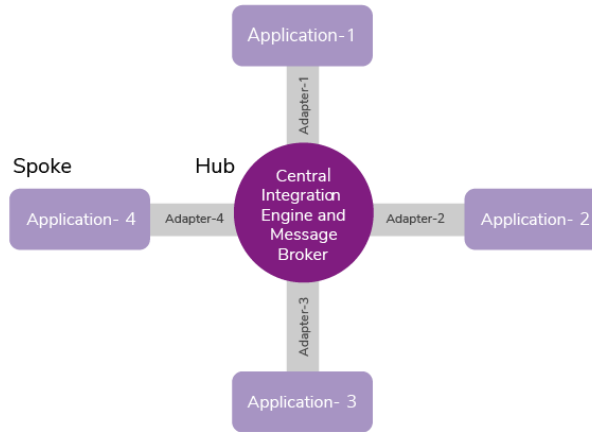 Application-1
Adapter-1
Spoke
Hub
Central
Integration
Engine and
Message
Broker
Application- 4
Adapter-4
Adapter-2
Application- 2
Adapter-3
Application- 3